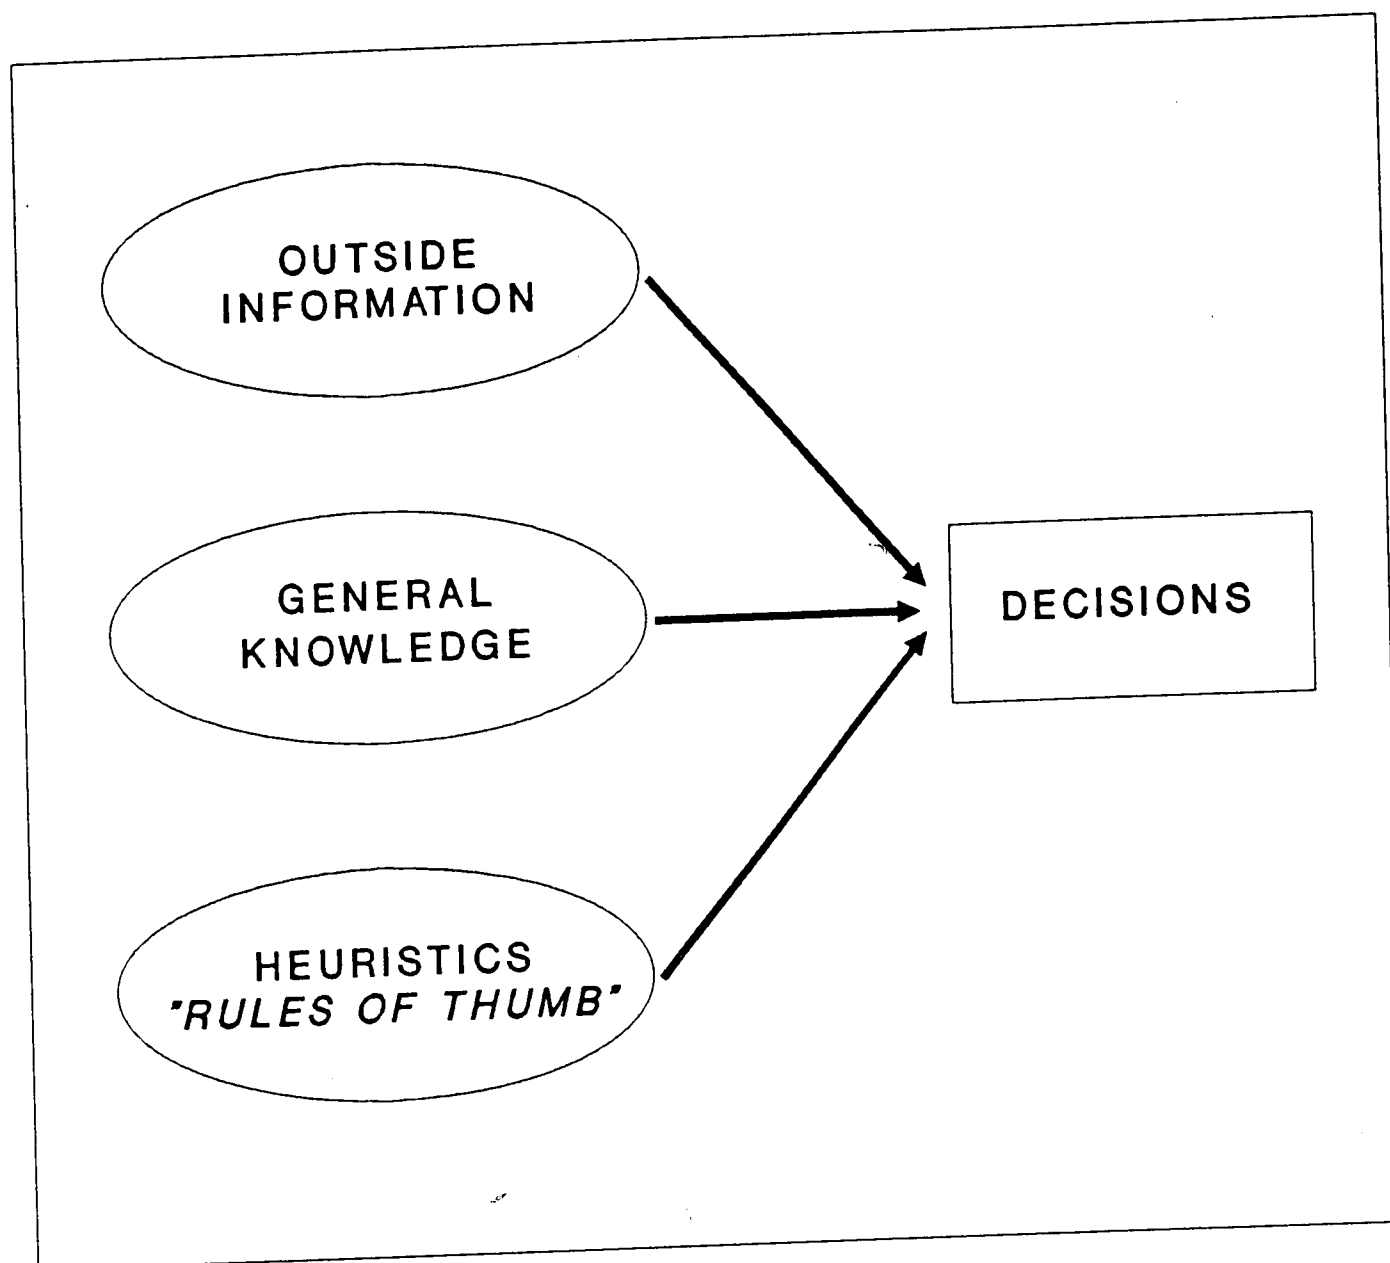 OUTSIDE
INFORMATION
GENERAL
KNOWLEDGE
HEURISTICS
"RULES OF THUMB"
DECISIONS